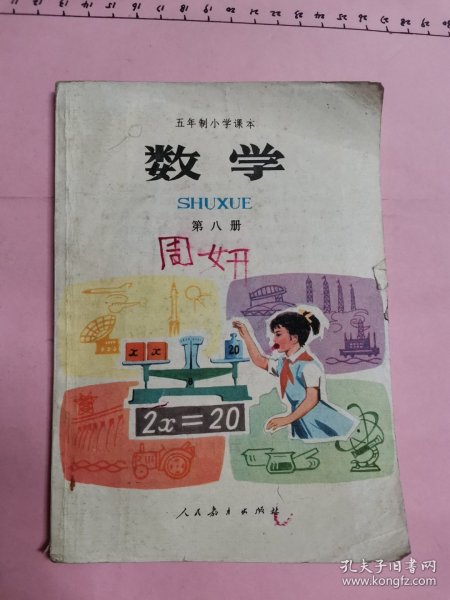 五年制小学课本
数学
SHUXUE
第八册
周妍
x x 20
2x=20
人民教育出版社
孔夫子旧书网
www.kongfz.com